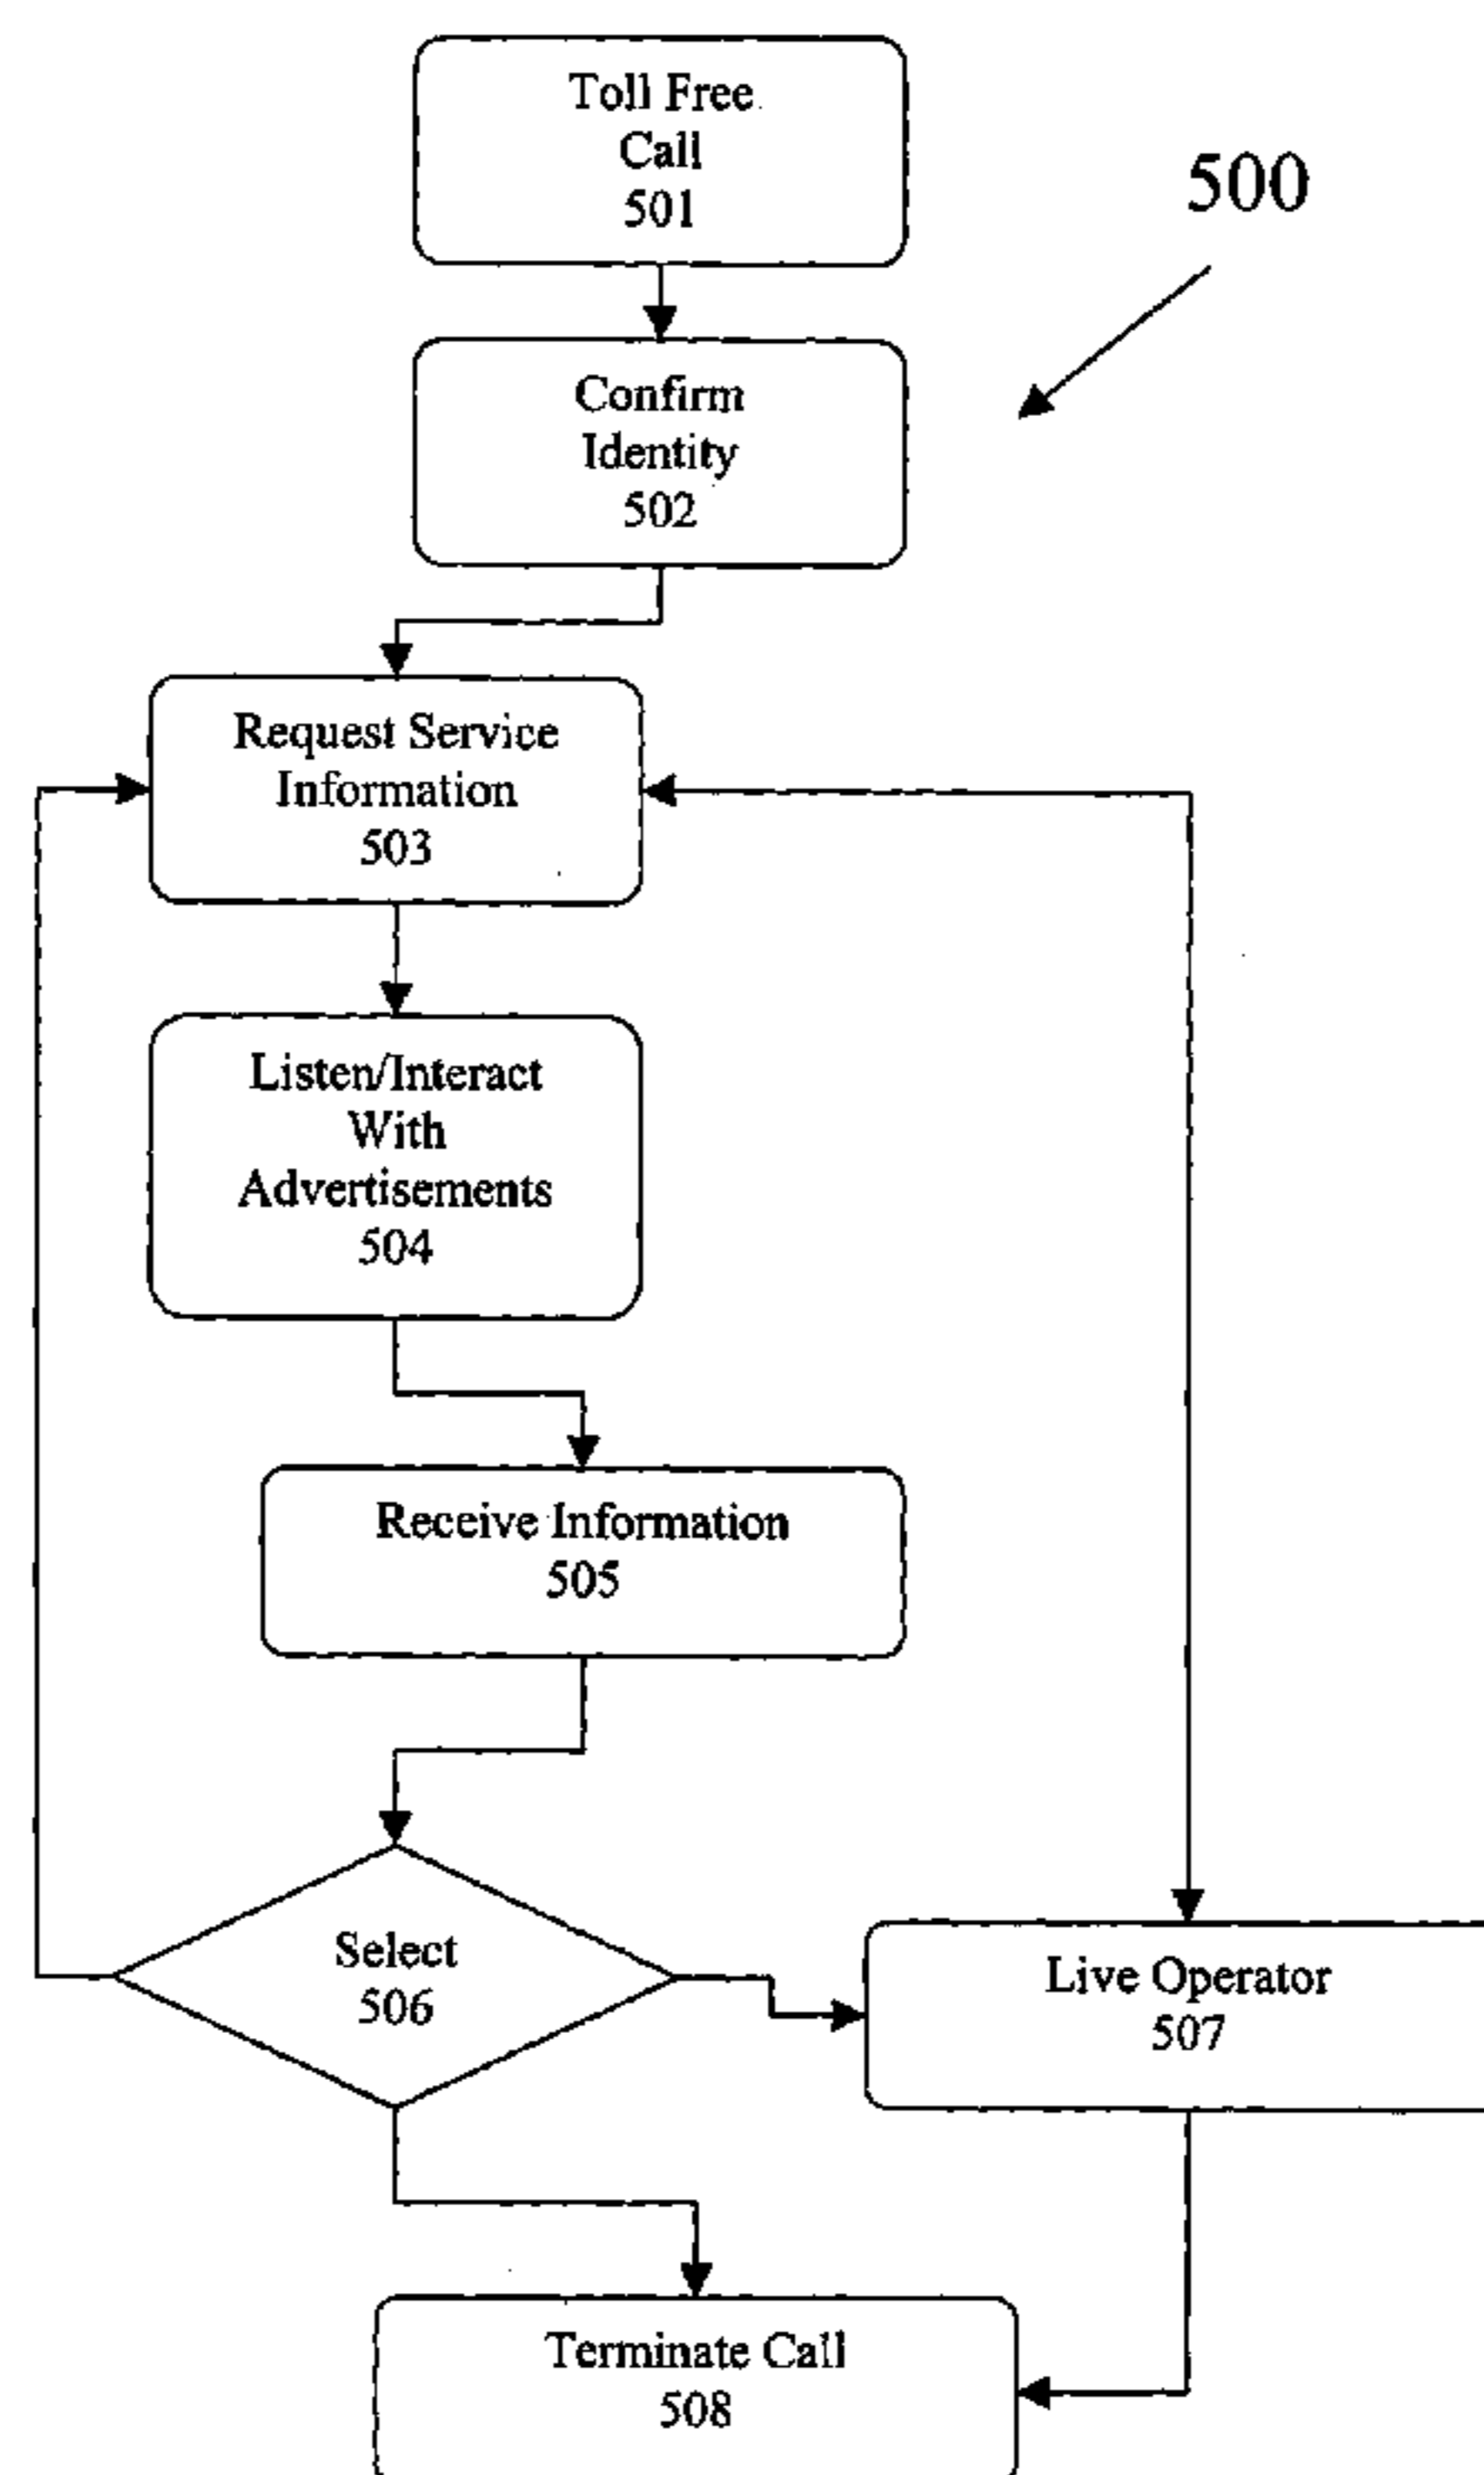 Toll Free
Call
501
500
Confirm
Identity
502
Request Service
Information
503
Listen/Interact
With
Advertisements
504
Receive Information
505
Select
506
Live Operator
507
Terminate Call
508